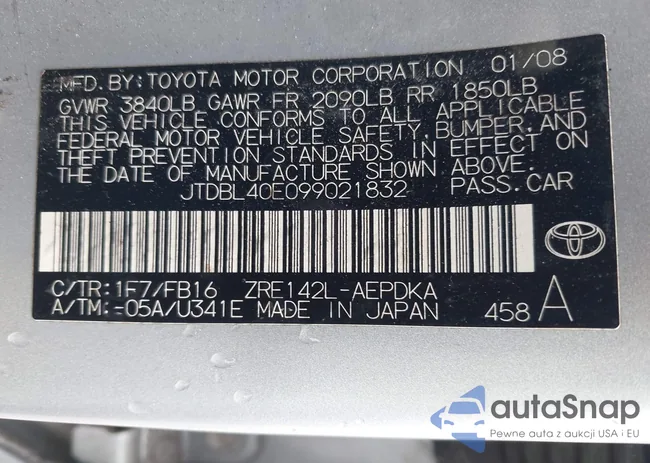 MFD. BY: TOYOTA MOTOR CORPORATION 01/08
GVWR 3840LB GAWR FR 2090LB RR 1850LB
THIS VEHICLE CONFORMS TO ALL APPLICABLE
FEDERAL MOTOR VEHICLE SAFETY, BUMPER, AND
THEFT PREVENTION STANDARDS IN EFFECT ON
THE DATE OF MANUFACTURE SHOWN ABOVE.
JTDBL40E099021832 PASS. CAR
C/TR: 1F7/FB16 ZRE142L-AEPDKA
A/TM: -05A/U341E MADE IN JAPAN 458 A
autaSnap
Pewne auta z aukcji USA i EU